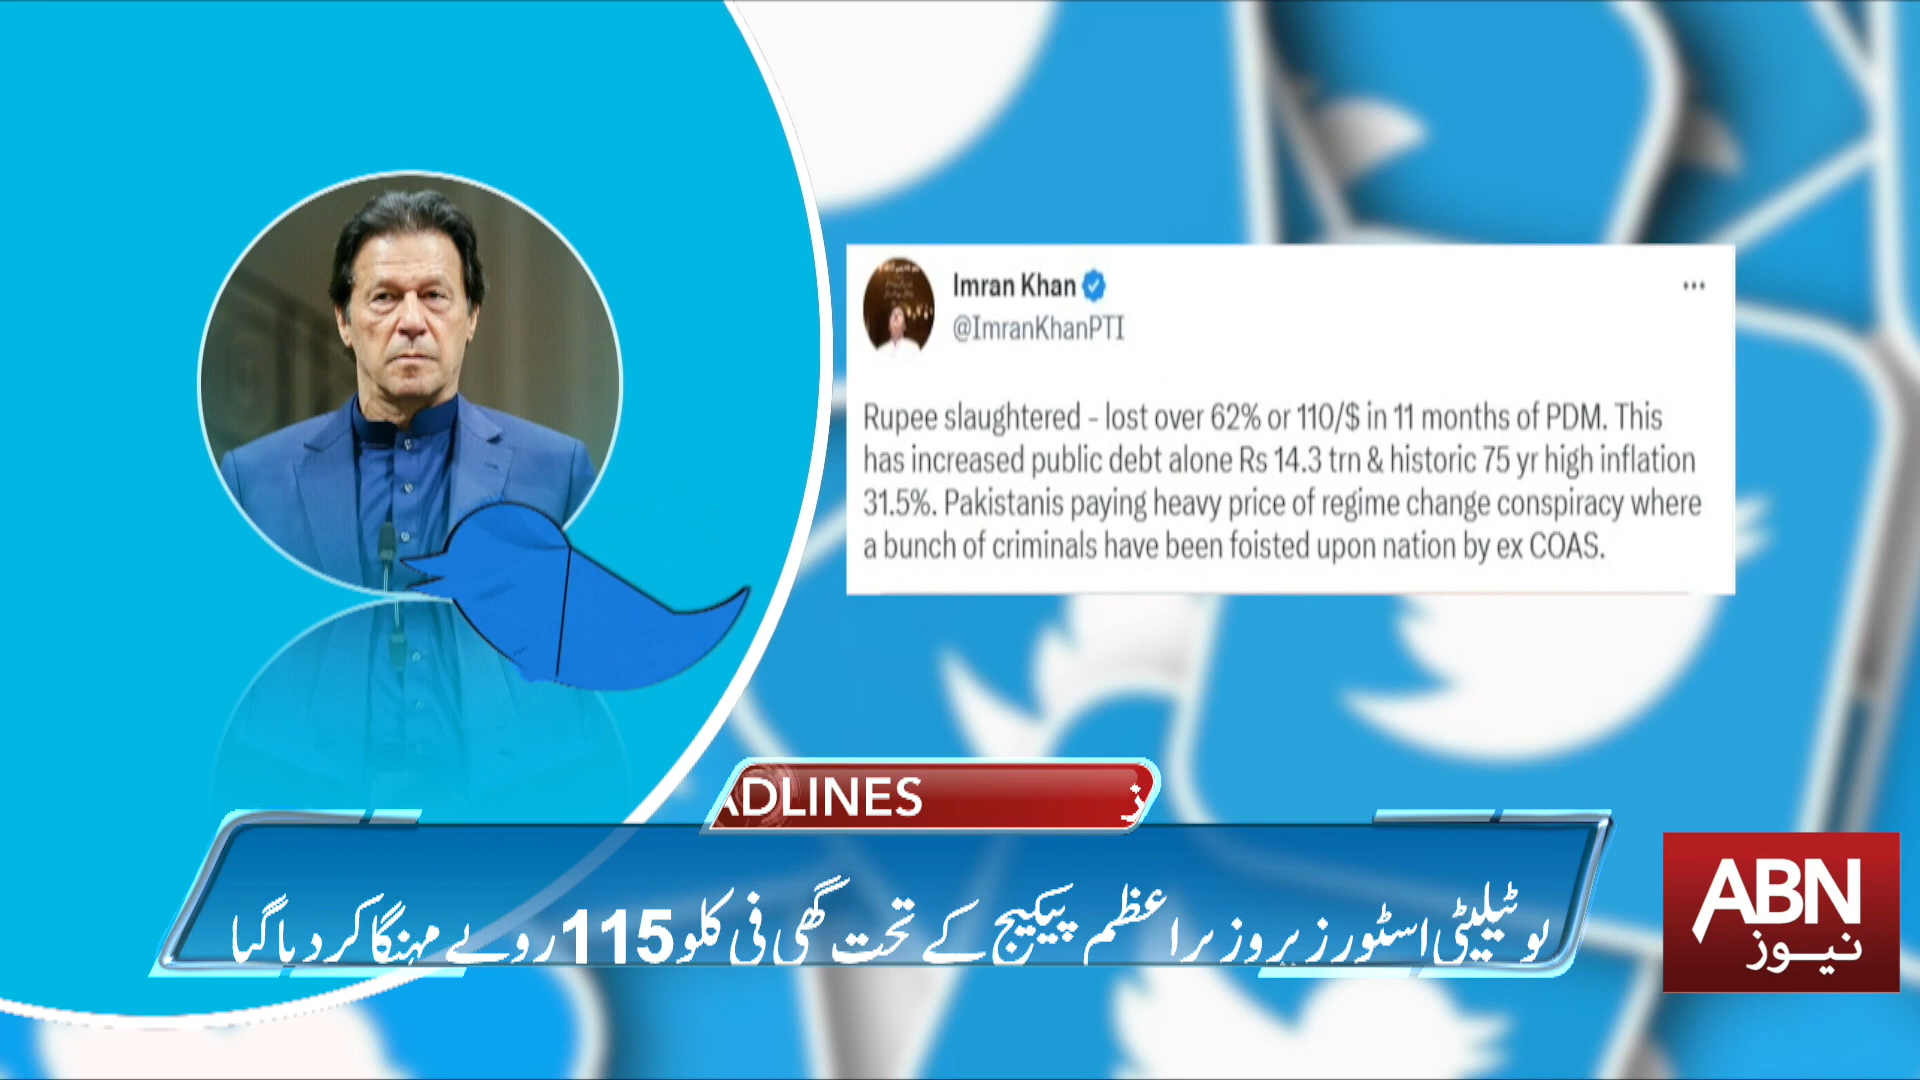 Imran Khan
@ImranKhanPTI
...
Rupee slaughtered - lost over 62% or 110/$ in 11 months of PDM. This
has increased public debt alone Rs 14.3 trn & historic 75 yr high inflation
31.5%. Pakistanis paying heavy price of regime change conspiracy where
a bunch of criminals have been foisted upon nation by ex COAS.
ADLINES
یوٹیلیٹی اسٹورز پر وزیراعظم پیکیج کے تحت گھی فی کلو 115 روپے مہنگا کر دیا گیا
ABN
نیوز